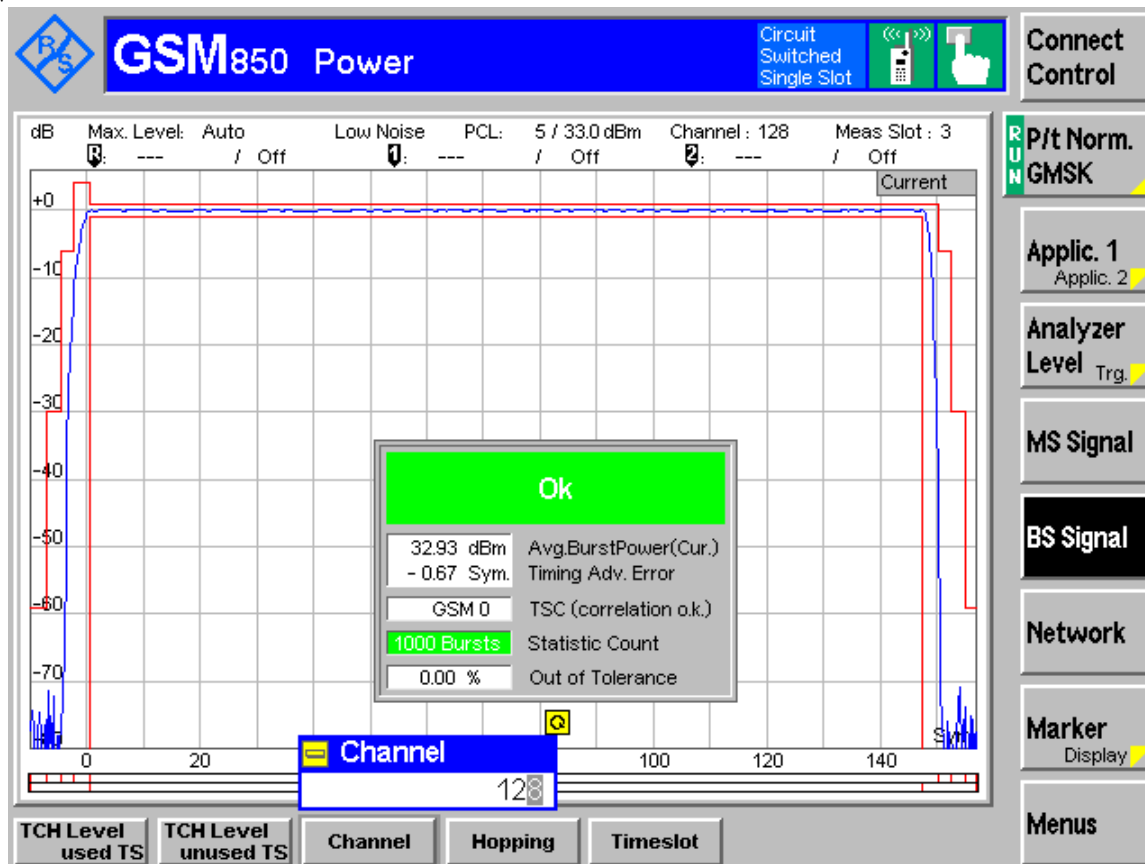 R&S
GSM850 Power
Circuit
Switched
Single Slot
Connect
Control
dB Max. Level: Auto Low Noise PCL: 5 / 33.0 dBm Channel : 128 Meas Slot : 3
R: --- / Off 1: --- / Off 2: --- / Off
Current
RUN
P/t Norm.
GMSK
+0
-10
-20
-30
-40
-50
-60
-70
Applic. 1
Applic. 2
Analyzer
Level Trg.
MS Signal
BS Signal
Network
Marker
Display
Menus
Ok
32.93 dBm Avg.BurstPower(Cur.)
- 0.67 Sym. Timing Adv. Error
GSM 0 TSC (correlation o.k.)
1000 Bursts Statistic Count
0.00 % Out of Tolerance
0 20 100 120 140
Channel
128
TCH Level
used TS
TCH Level
unused TS
Channel
Hopping
Timeslot